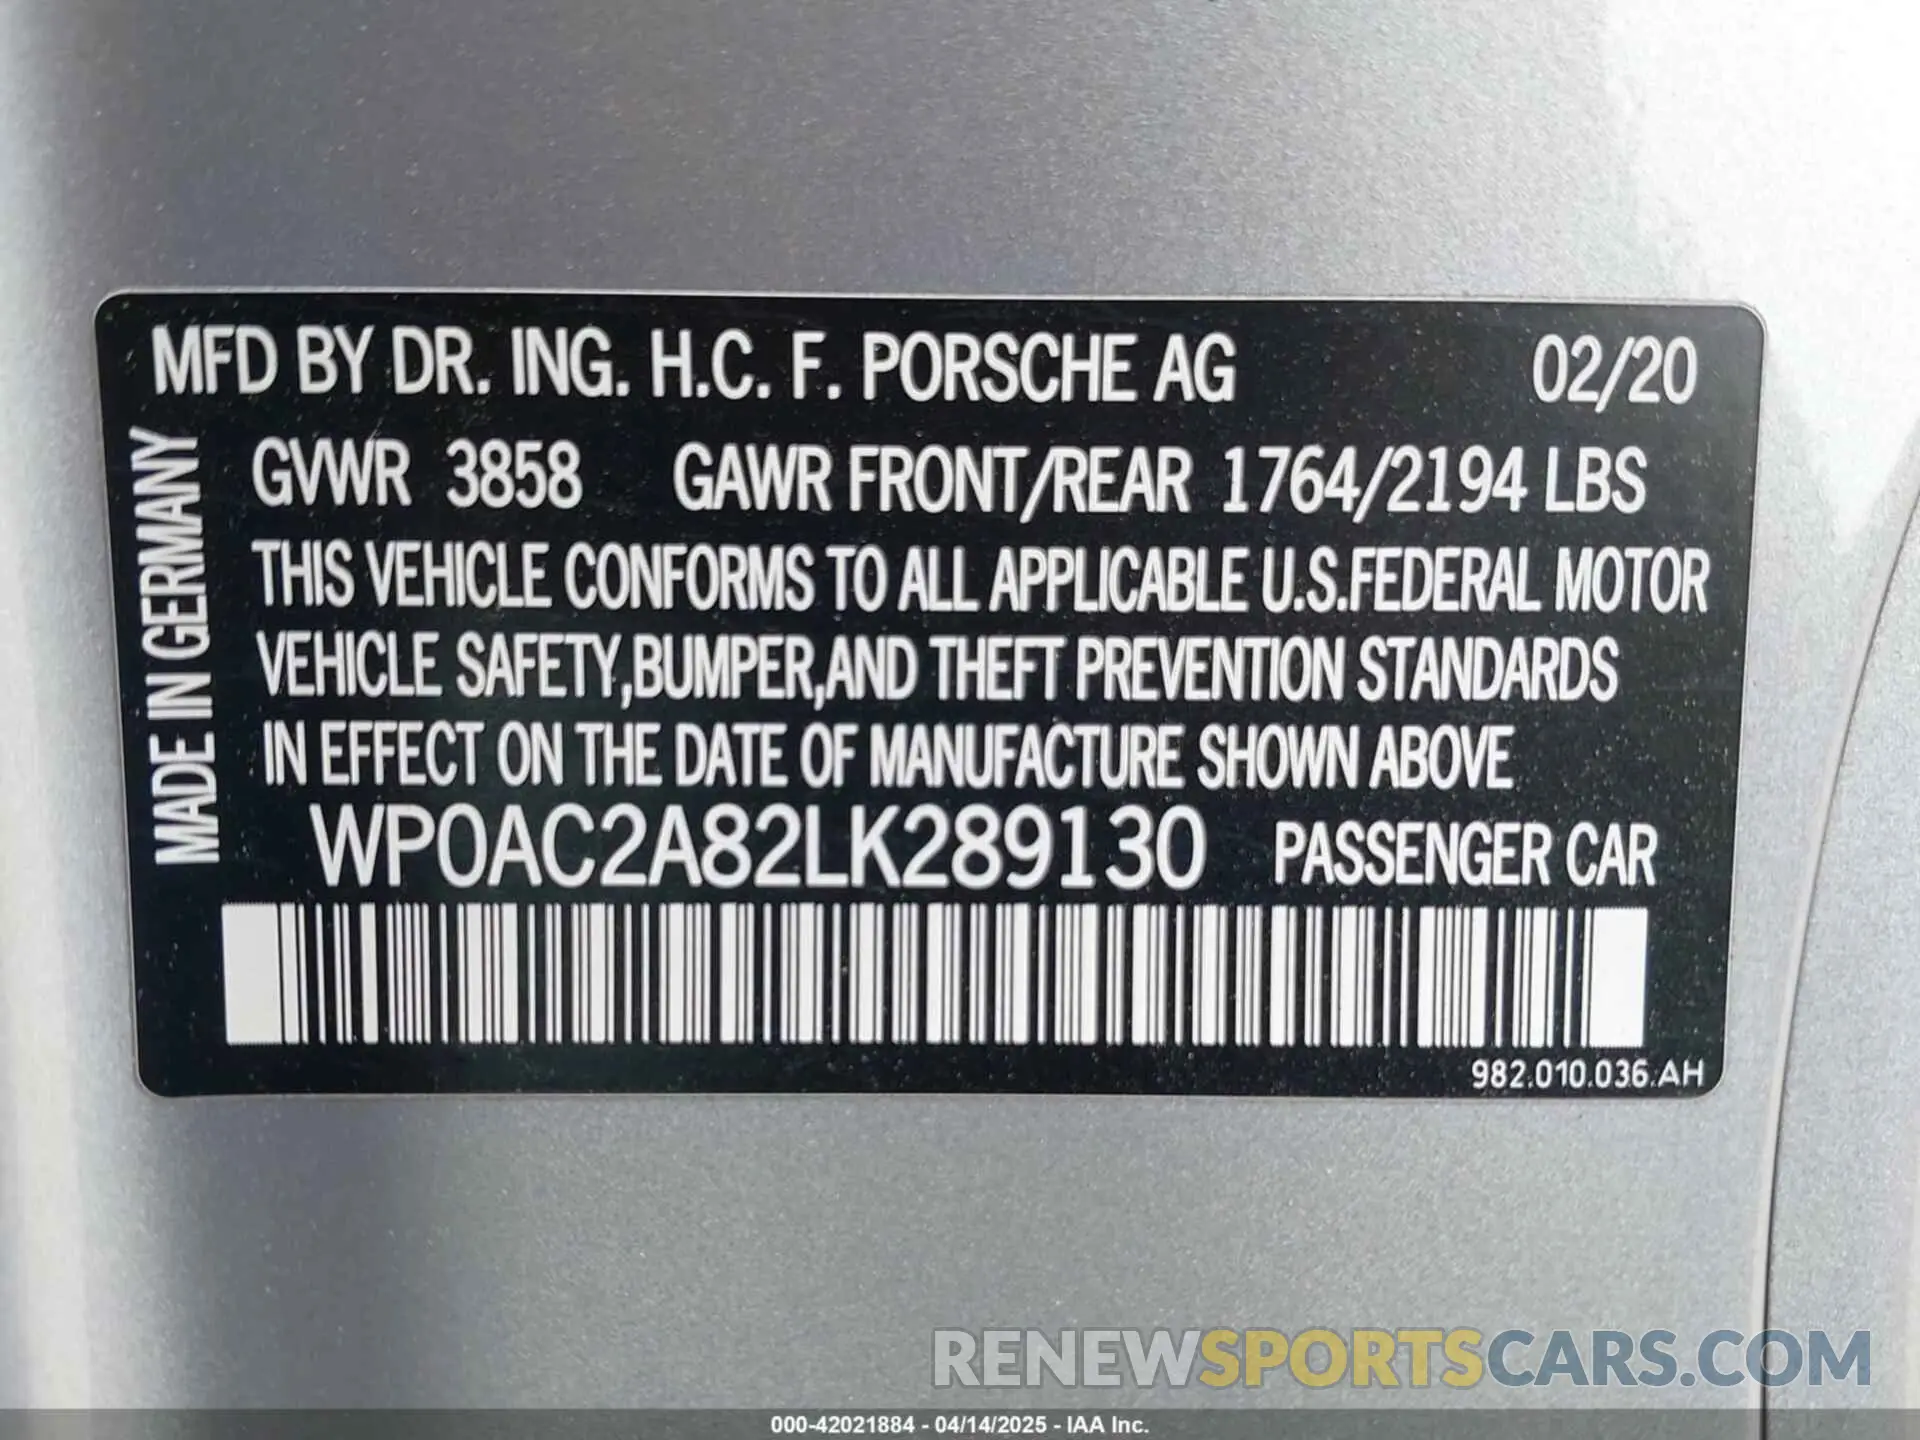 MFD BY DR. ING. H.C. F. PORSCHE AG 02/20
MADE IN GERMANY
GVWR 3858 GAWR FRONT/REAR 1764/2194 LBS
THIS VEHICLE CONFORMS TO ALL APPLICABLE U.S.FEDERAL MOTOR
VEHICLE SAFETY,BUMPER,AND THEFT PREVENTION STANDARDS
IN EFFECT ON THE DATE OF MANUFACTURE SHOWN ABOVE
WP0AC2A82LK289130 PASSENGER CAR
982.010.036.AH
RENEWSPORTSCARS.COM
000-42021884 - 04/14/2025 - IAA Inc.